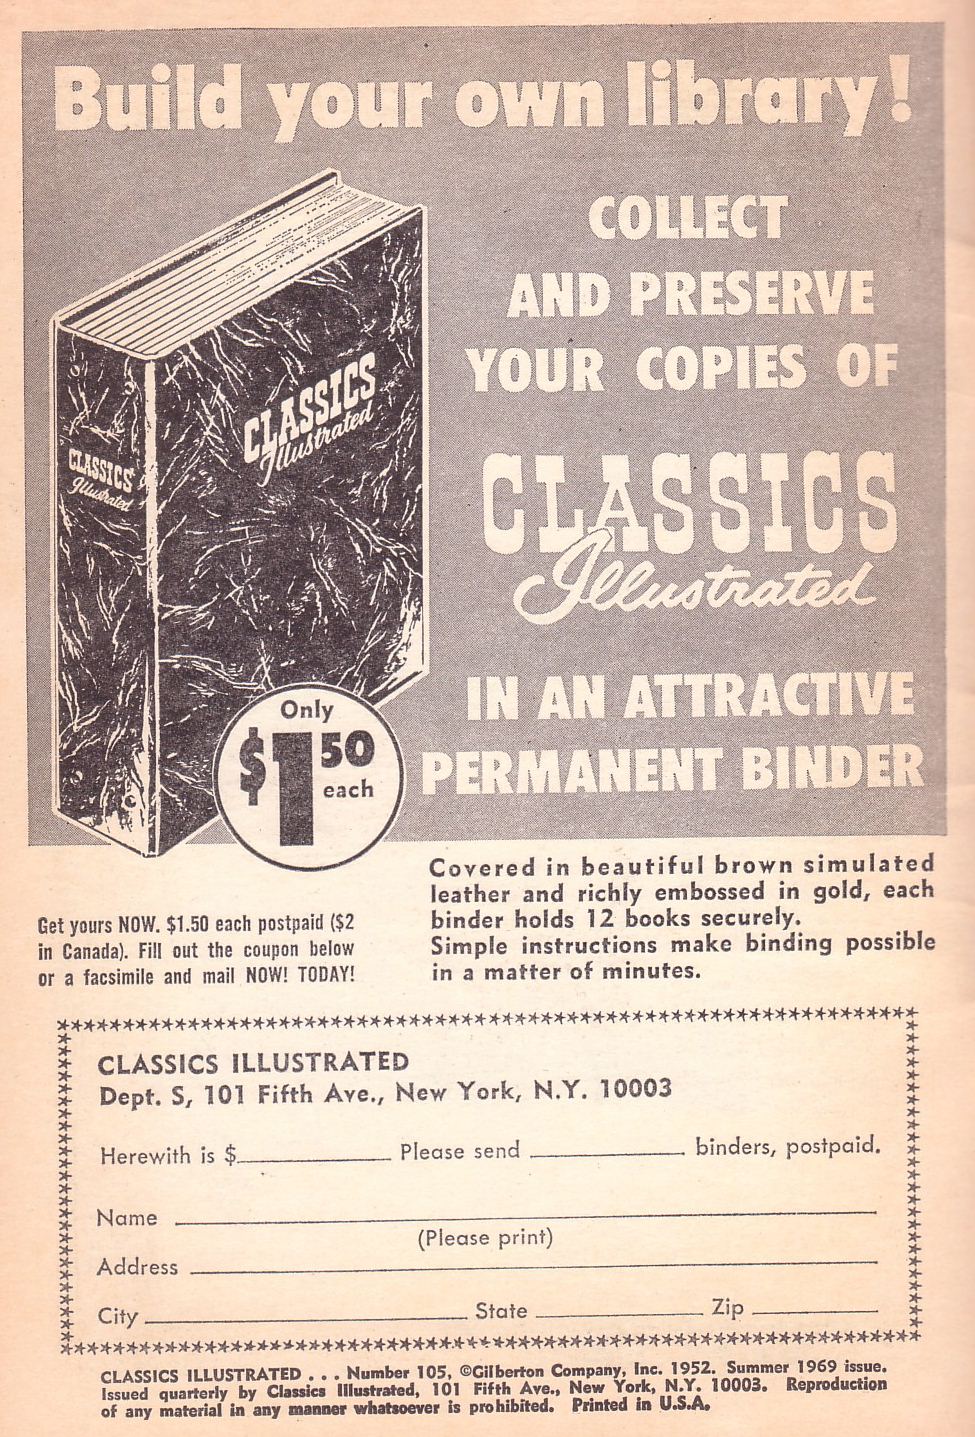 Build your own library!
COLLECT
AND PRESERVE
YOUR COPIES OF
CLASSICS
Illustrated
IN AN ATTRACTIVE
PERMANENT BINDER
CLASSICS
Illustrated
CLASSICS
Illustrated
Only
$1.50
each
Covered in beautiful brown simulated
leather and richly embossed in gold, each
binder holds 12 books securely.
Simple instructions make binding possible
in a matter of minutes.
Get yours NOW. $1.50 each postpaid ($2
in Canada). Fill out the coupon below
or a facsimile and mail NOW! TODAY!
CLASSICS ILLUSTRATED
Dept. S, 101 Fifth Ave., New York, N.Y. 10003
Herewith is $ Please send binders, postpaid.
Name
(Please print)
Address
City State Zip
CLASSICS ILLUSTRATED . . . Number 105, ©Gilberton Company, Inc. 1952. Summer 1969 issue.
Issued quarterly by Classics Illustrated, 101 Fifth Ave., New York, N.Y. 10003. Reproduction
of any material in any manner whatsoever is prohibited. Printed in U.S.A.